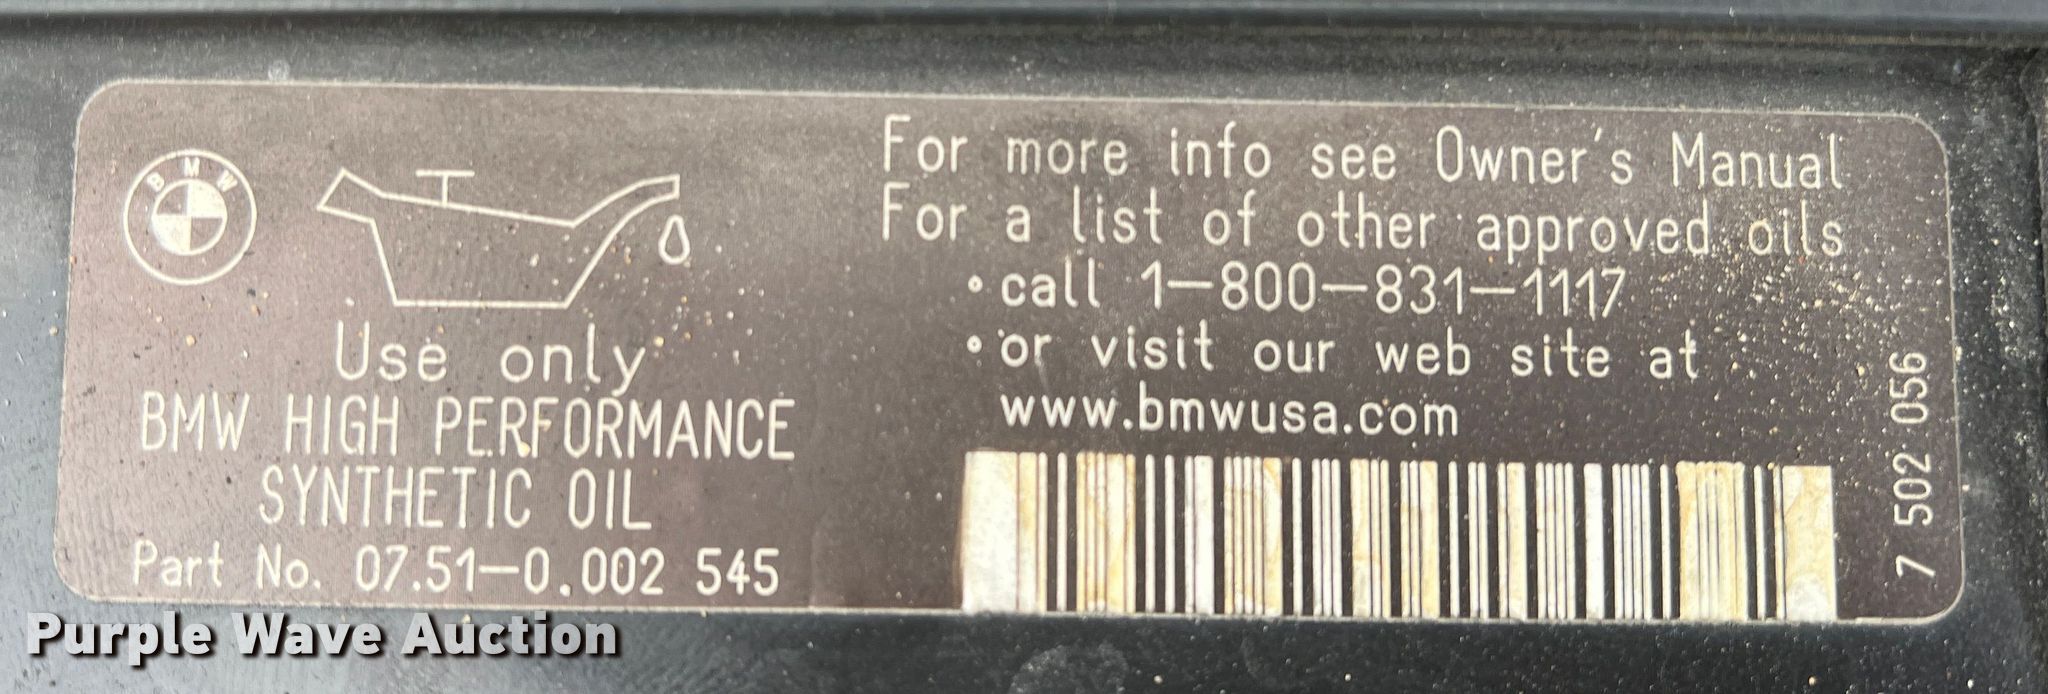 BMW
Use only
BMW HIGH PERFORMANCE
SYNTHETIC OIL
Part No. 07.51-0.002 545
For more info see Owner's Manual
For a list of other approved oils
•call 1-800-831-1117
•or visit our web site at
www.bmwusa.com
7 502 056
Purple Wave Auction